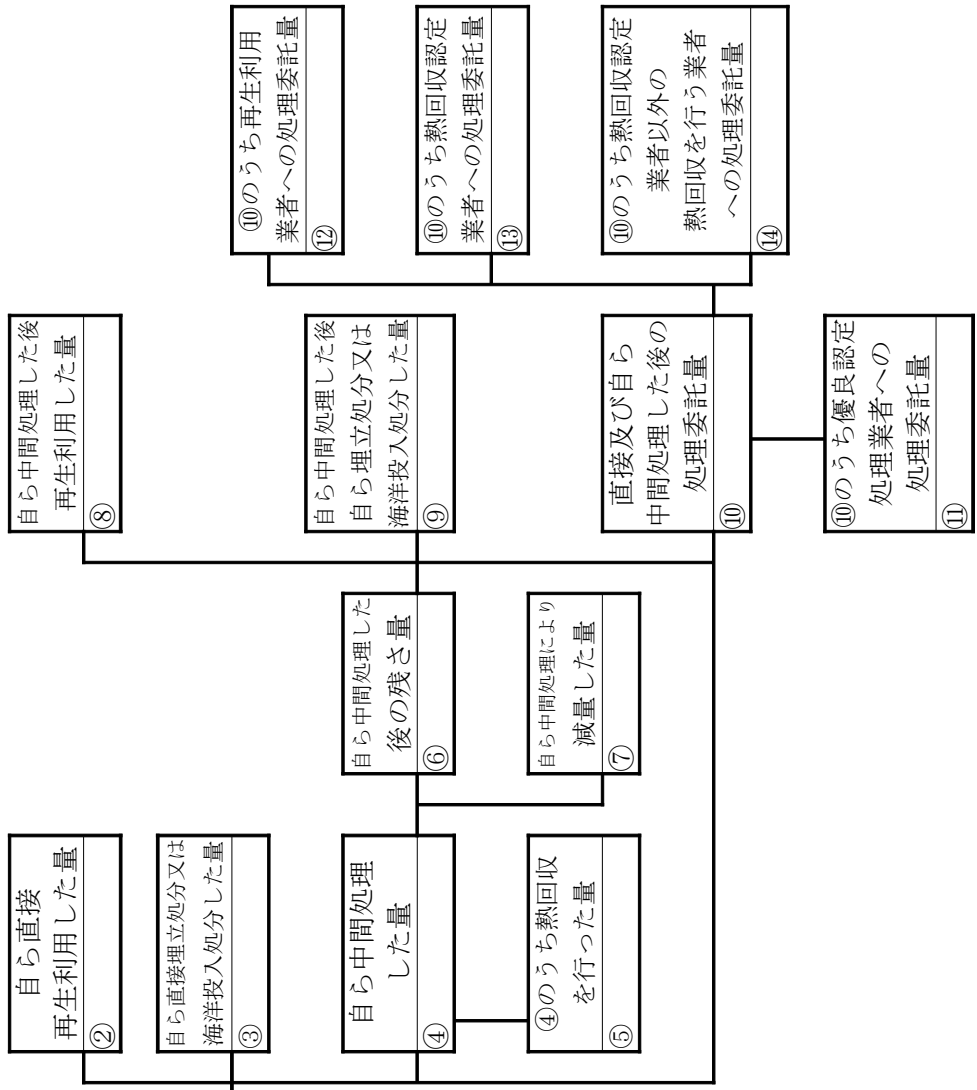 自ら直接
再生利用した量
②
自ら直接埋立処分又は
海洋投入処分した量
③
自ら中間処理
した量
④
④のうち熱回収
を行った量
⑤
自ら中間処理した
後の残さ量
⑥
自ら中間処理により
減量した量
⑦
自ら中間処理した後
再生利用した量
⑧
自ら中間処理した後
自ら埋立処分又は
海洋投入処分した量
⑨
直接及び自ら
中間処理した後の
処理委託量
⑩
⑩のうち優良認定
処理業者への
処理委託量
⑪
⑩のうち再生利用
業者への処理委託量
⑫
⑩のうち熱回収認定
業者への処理委託量
⑬
⑩のうち熱回収認定
業者以外の
熱回収を行う業者
への処理委託量
⑭